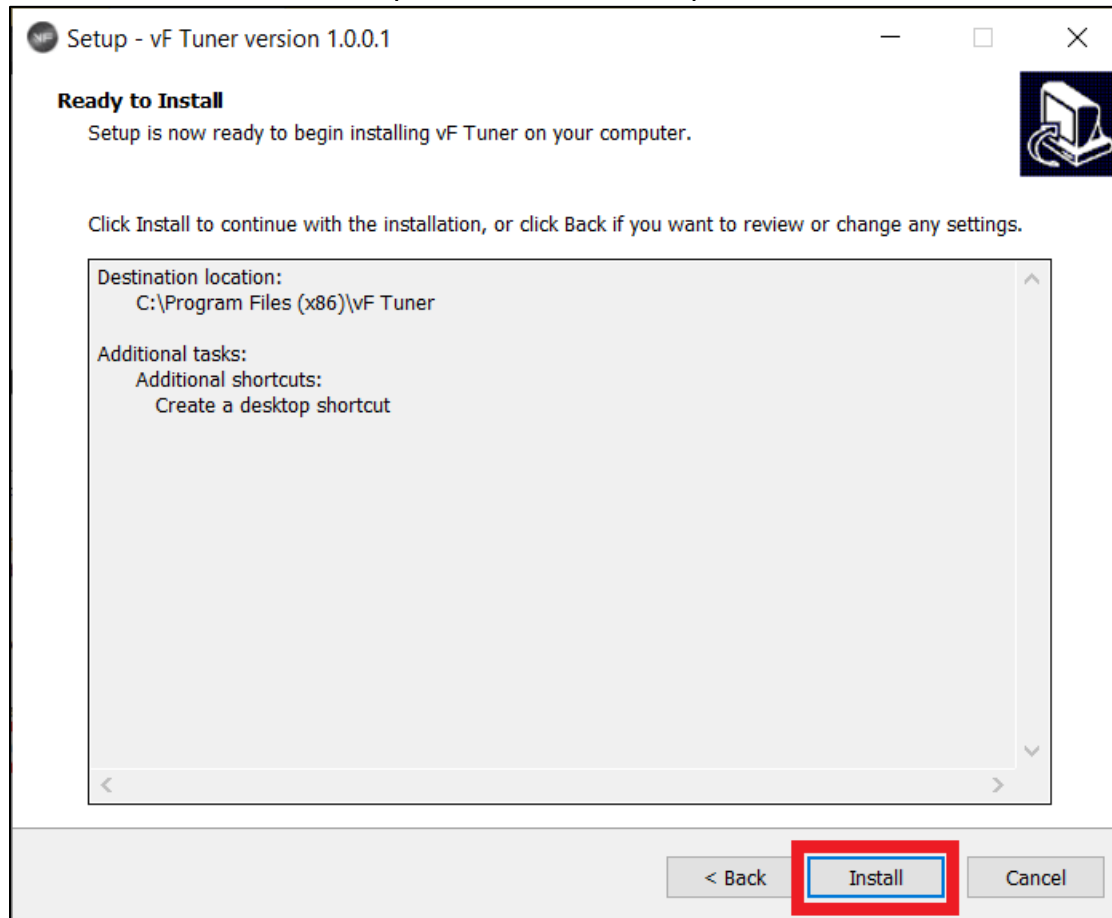 Setup - vF Tuner version 1.0.0.1
Ready to Install
Setup is now ready to begin installing vF Tuner on your computer.
Click Install to continue with the installation, or click Back if you want to review or change any settings.
Destination location:
C:\Program Files (x86)\vF Tuner
Additional tasks:
Additional shortcuts:
Create a desktop shortcut
< Back
Install
Cancel